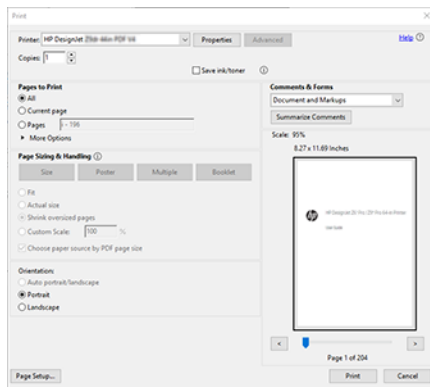 Print
Printer: HP DesignJet
Properties
Advanced
Help
Copies: 1
Save ink/toner
Pages to Print
All
Current page
Pages - 196
More Options
Page Sizing & Handling
Size
Poster
Multiple
Booklet
Fit
Actual size
Shrink oversized pages
Custom Scale: 100 %
Choose paper source by PDF page size
Orientation:
Auto portrait/landscape
Portrait
Landscape
Comments & Forms
Document and Markups
Summarize Comments
Scale: 95%
8.27 x 11.69 Inches
hp
<
>
Page 1 of 204
Page Setup...
Print
Cancel